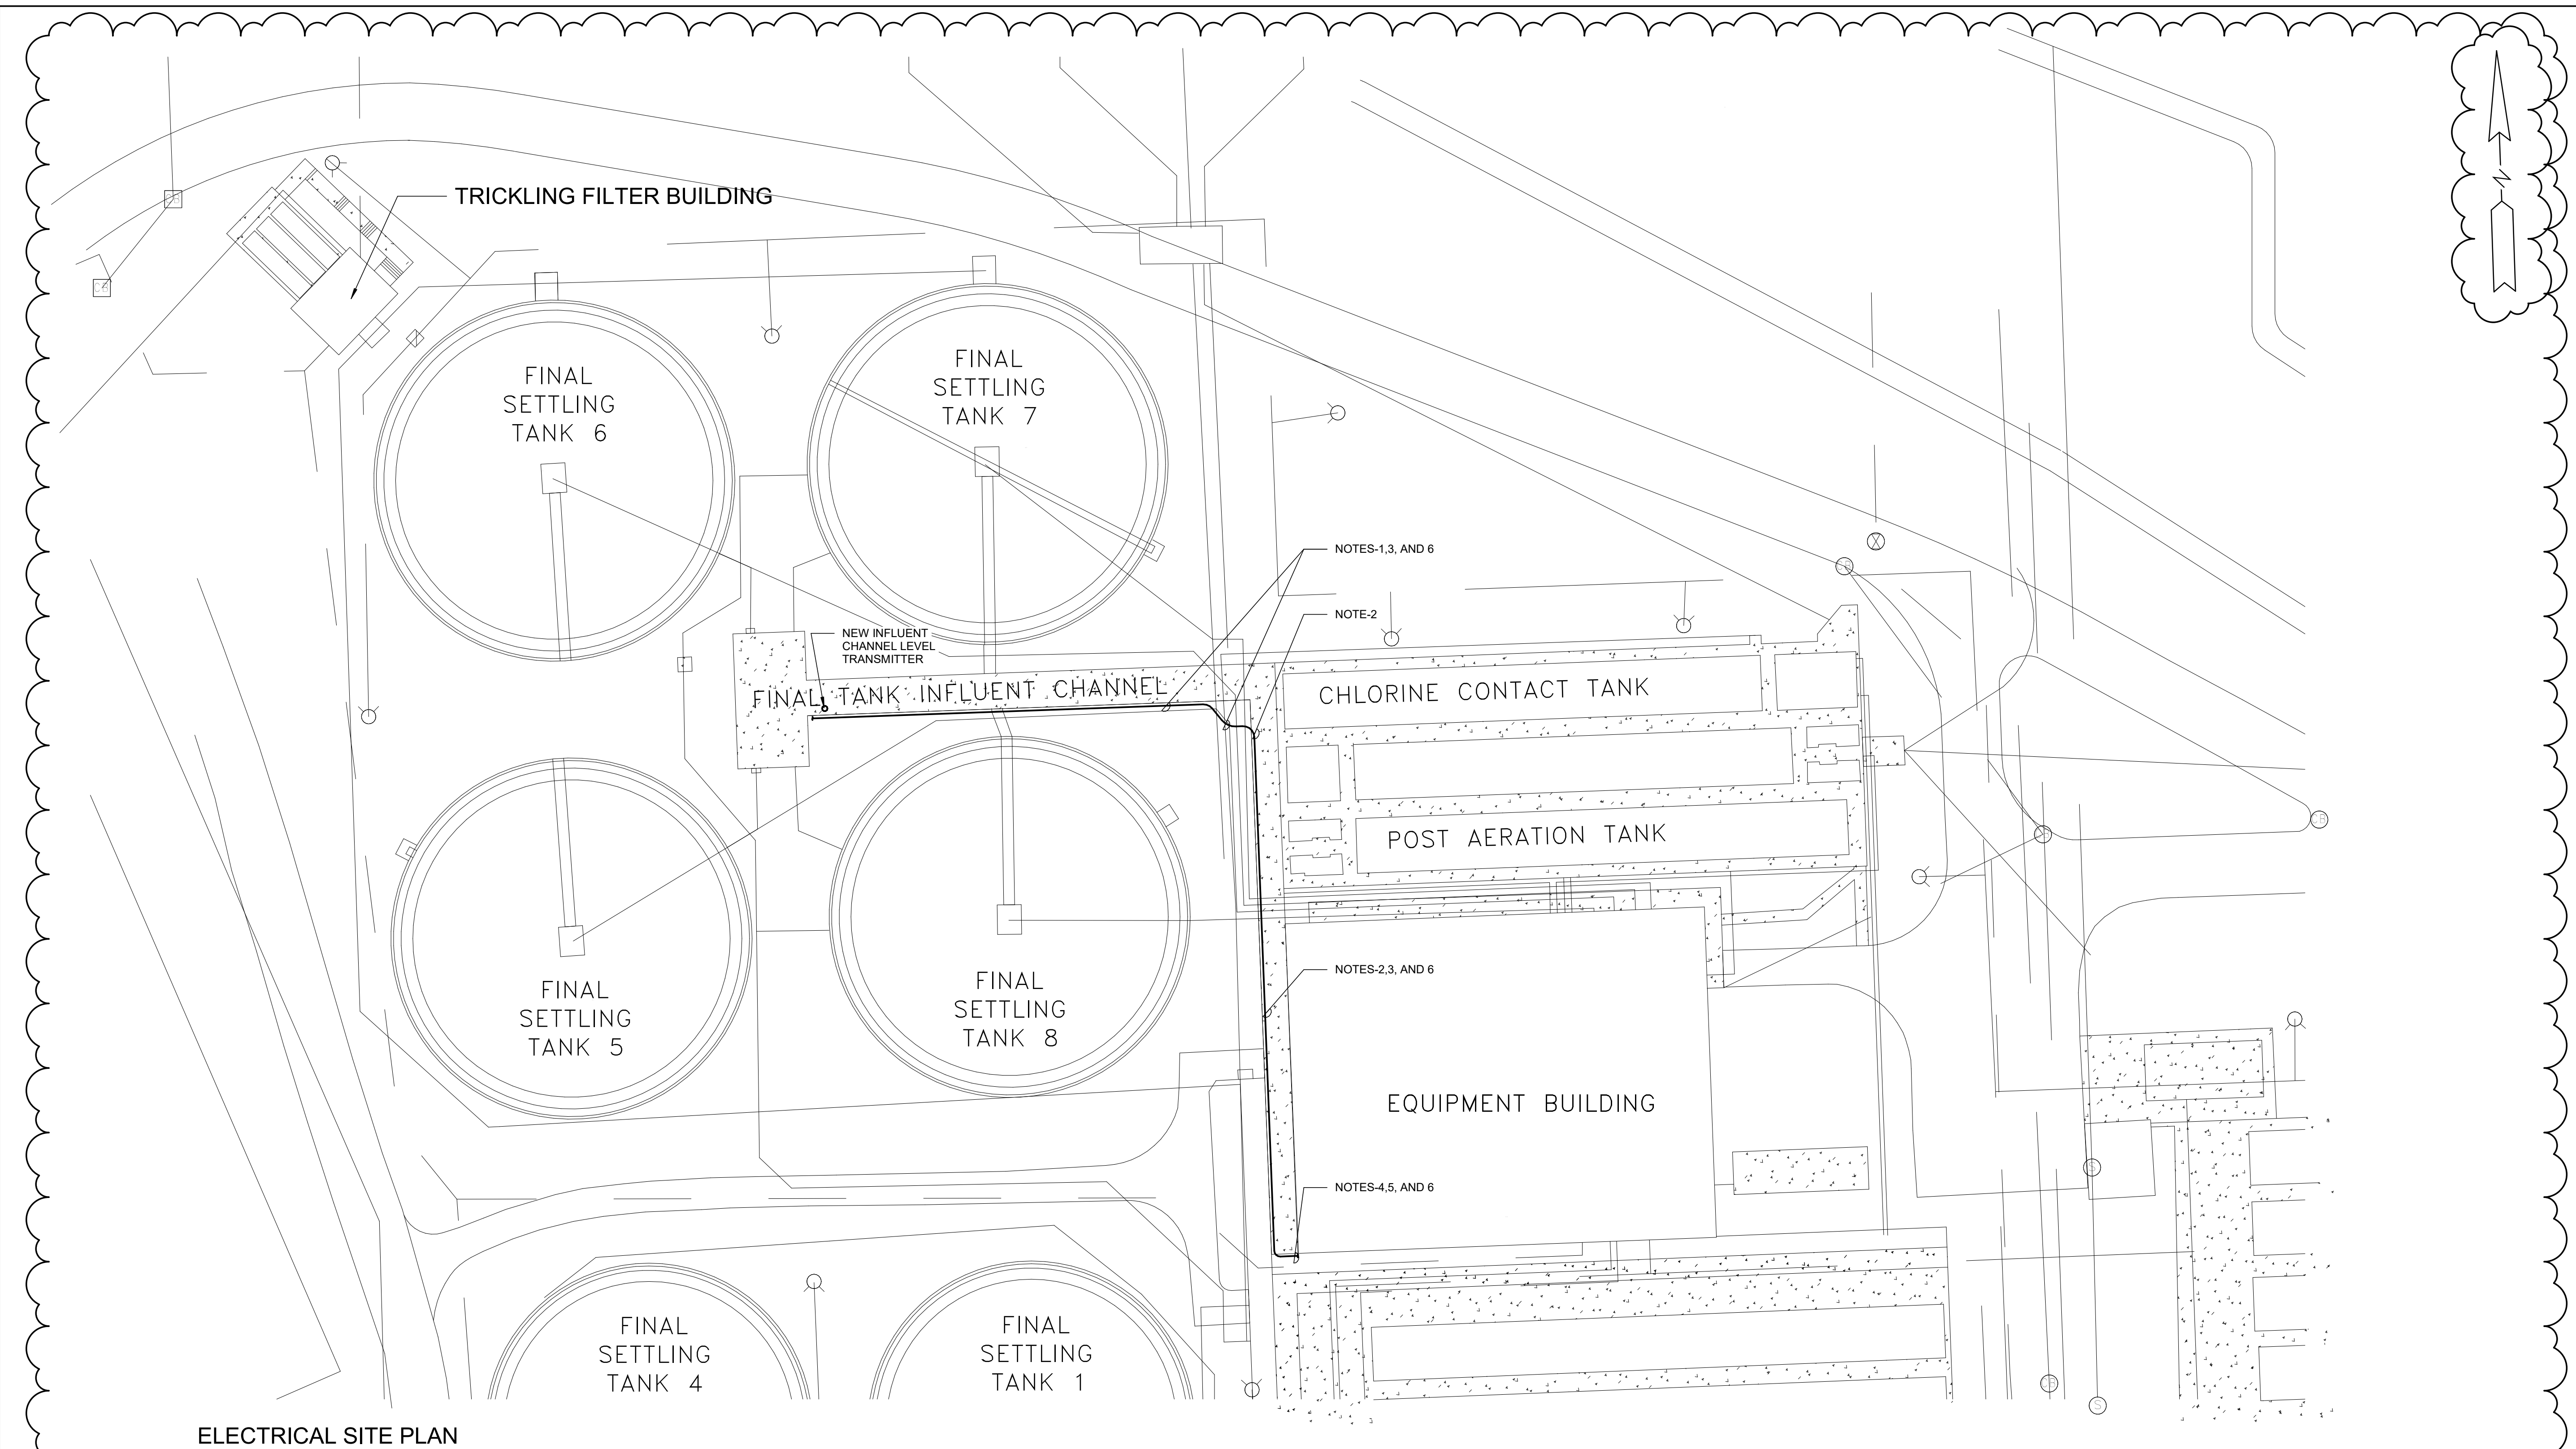 TRICKLING FILTER BUILDING
N
CB
FINAL
SETTLING
TANK 6
FINAL
SETTLING
TANK 7
NOTES-1,3, AND 6
NOTE-2
NEW INFLUENT
CHANNEL LEVEL
TRANSMITTER
FINAL TANK INFLUENT CHANNEL
CHLORINE CONTACT TANK
POST AERATION TANK
CB
FINAL
SETTLING
TANK 5
FINAL
SETTLING
TANK 8
NOTES-2,3, AND 6
EQUIPMENT BUILDING
NOTES-4,5, AND 6
S
FINAL
SETTLING
TANK 4
FINAL
SETTLING
TANK 1
S
ELECTRICAL SITE PLAN